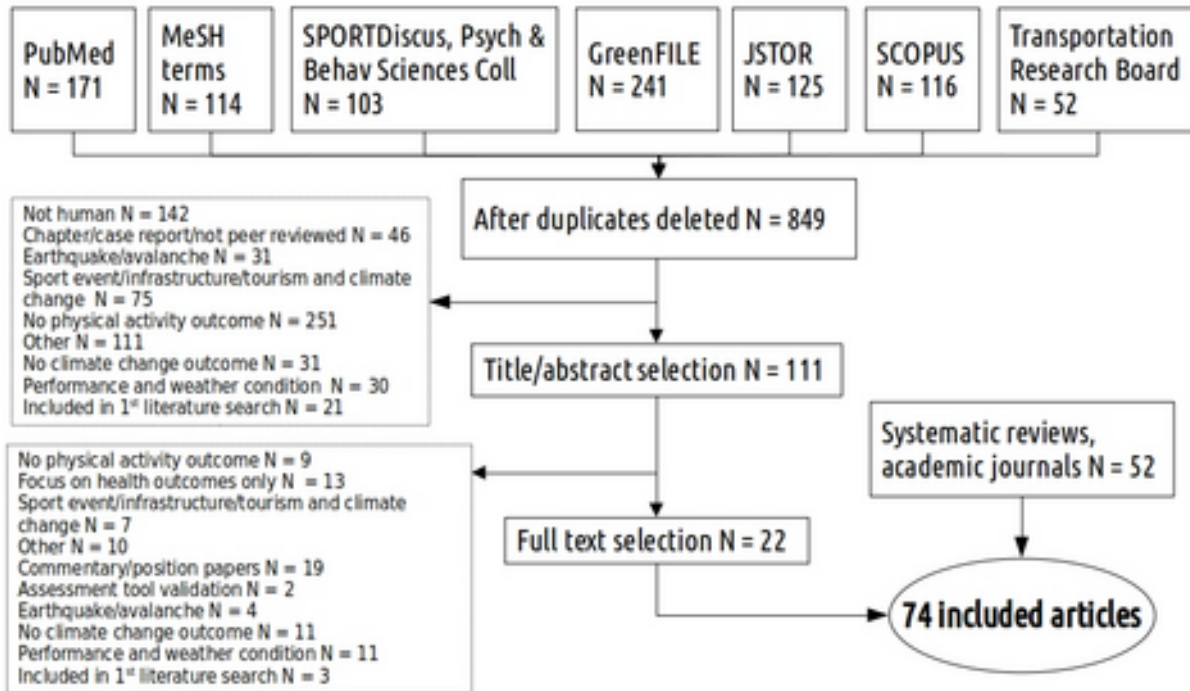 PubMed
N = 171
MeSH
terms
N = 114
SPORTDiscus, Psych &
Behav Sciences Coll
N = 103
GreenFILE
N = 241
JSTOR
N = 125
SCOPUS
N = 116
Transportation
Research Board
N = 52
After duplicates deleted N = 849
Not human N = 142
Chapter/case report/not peer reviewed N = 46
Earthquake/avalanche N = 31
Sport event/infrastructure/tourism and climate
change N = 75
No physical activity outcome N = 251
Other N = 111
No climate change outcome N = 31
Performance and weather condition N = 30
Included in 1st literature search N = 21
Title/abstract selection N = 111
Systematic reviews,
academic journals N = 52
No physical activity outcome N = 9
Focus on health outcomes only N = 13
Sport event/infrastructure/tourism and climate
change N = 7
Other N = 10
Commentary/position papers N = 19
Assessment tool validation N = 2
Earthquake/avalanche N = 4
No climate change outcome N = 11
Performance and weather condition N = 11
Included in 1st literature search N = 3
Full text selection N = 22
74 included articles